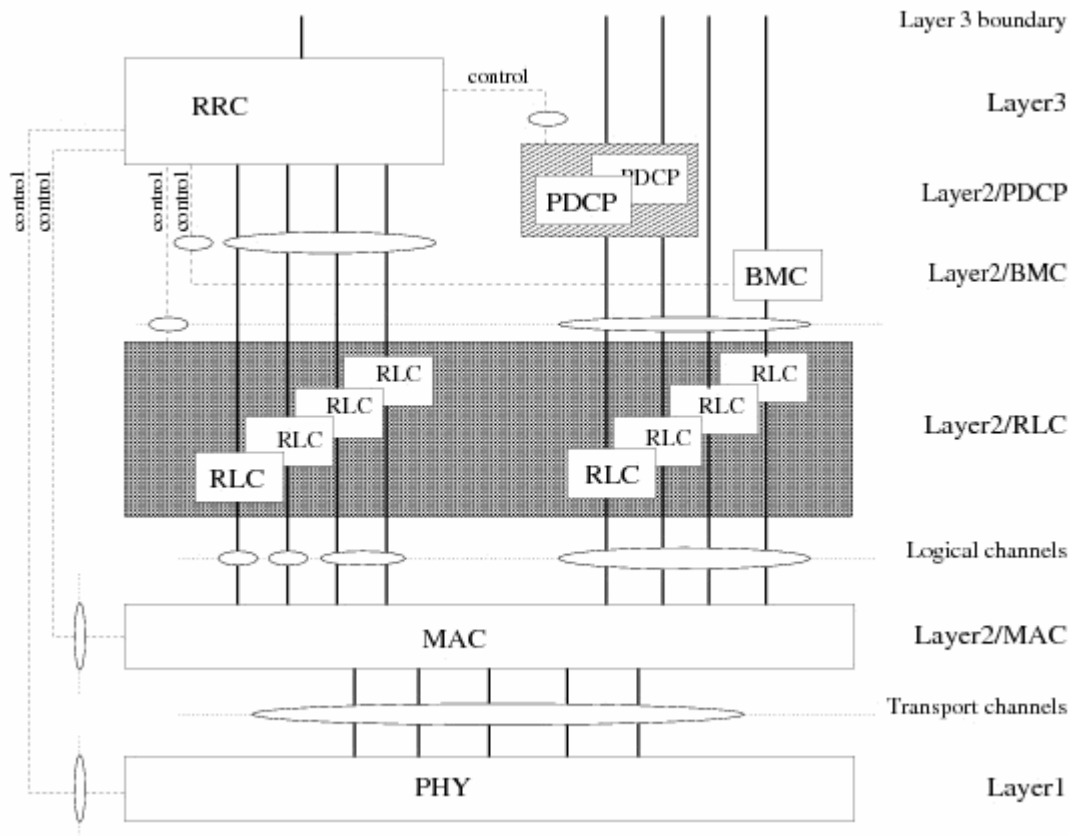 Layer 3 boundary
control
RRC
Layer3
control
control
control
control
PDCP
PDCP
Layer2/PDCP
BMC
Layer2/BMC
RLC
RLC
RLC
RLC
RLC
RLC
RLC
RLC
Layer2/RLC
Logical channels
MAC
Layer2/MAC
Transport channels
PHY
Layer1